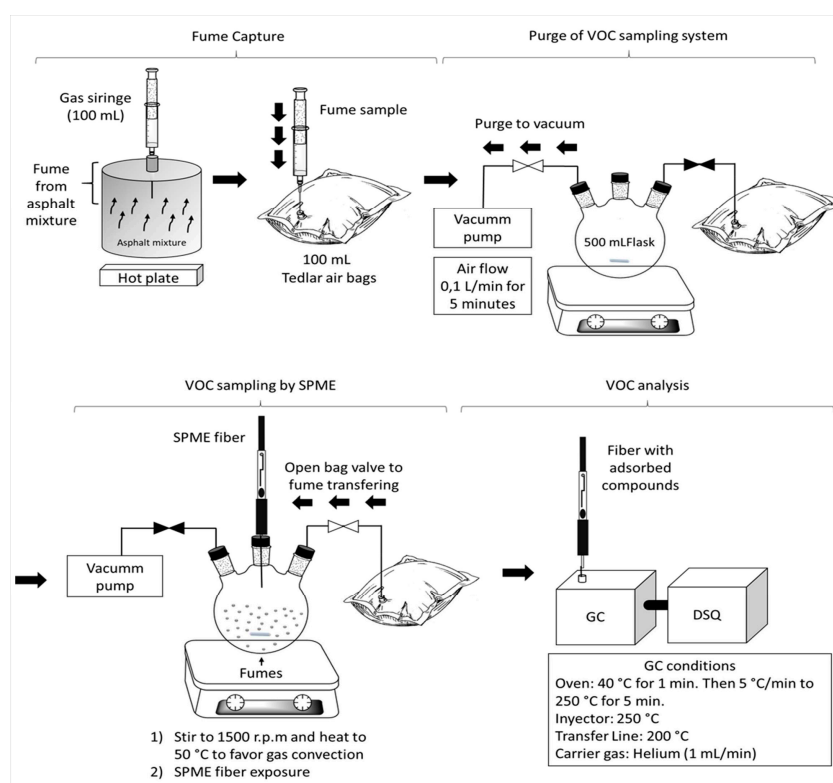 Fume Capture
Gas siringe
(100 mL)
Fume
from
asphalt
mixture
Asphalt mixture
Hot plate
Fume sample
100 mL
Tedlar air bags
Purge of VOC sampling system
Purge to vacuum
Vacumm
pump
Air flow
0,1 L/min for
5 minutes
500 mLFlask
VOC sampling by SPME
SPME fiber
Open bag valve to
fume transfering
Vacumm
pump
Fumes
1) Stir to 1500 r.p.m and heat to
50 °C to favor gas convection
2) SPME fiber exposure
VOC analysis
Fiber with
adsorbed
compounds
GC
DSQ
GC conditions
Oven: 40 °C for 1 min. Then 5 °C/min to
250 °C for 5 min.
Inyector: 250 °C
Transfer Line: 200 °C
Carrier gas: Helium (1 mL/min)